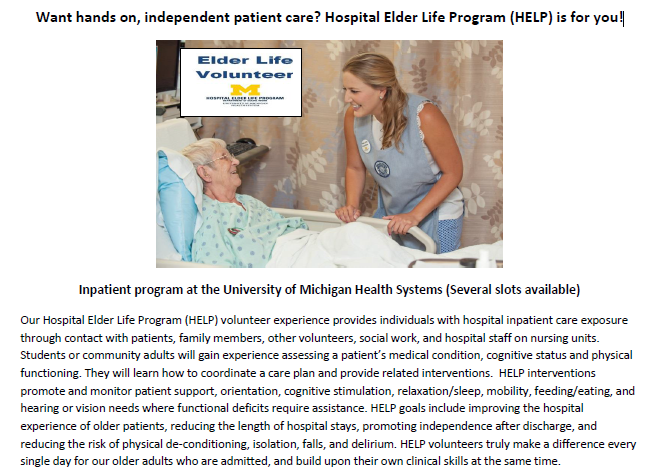 Want hands on, independent patient care? Hospital Elder Life Program (HELP) is for you!
Elder Life
Volunteer
M
HOSPITAL ELDER LIFE PROGRAM
Inpatient program at the University of Michigan Health Systems (Several slots available)
Our Hospital Elder Life Program (HELP) volunteer experience provides individuals with hospital inpatient care exposure
through contact with patients, family members, other volunteers, social work, and hospital staff on nursing units.
Students or community adults will gain experience assessing a patient's medical condition, cognitive status and physical
functioning. They will learn how to coordinate a care plan and provide related interventions.  HELP interventions
promote and monitor patient support, orientation, cognitive stimulation, relaxation/sleep, mobility, feeding/eating, and
hearing or vision needs where functional deficits require assistance. HELP goals include improving the hospital
experience of older patients, reducing the length of hospital stays, promoting independence after discharge, and
reducing the risk of physical de-conditioning, isolation, falls, and delirium. HELP volunteers truly make a difference every
single day for our older adults who are admitted, and build upon their own clinical skills at the same time.